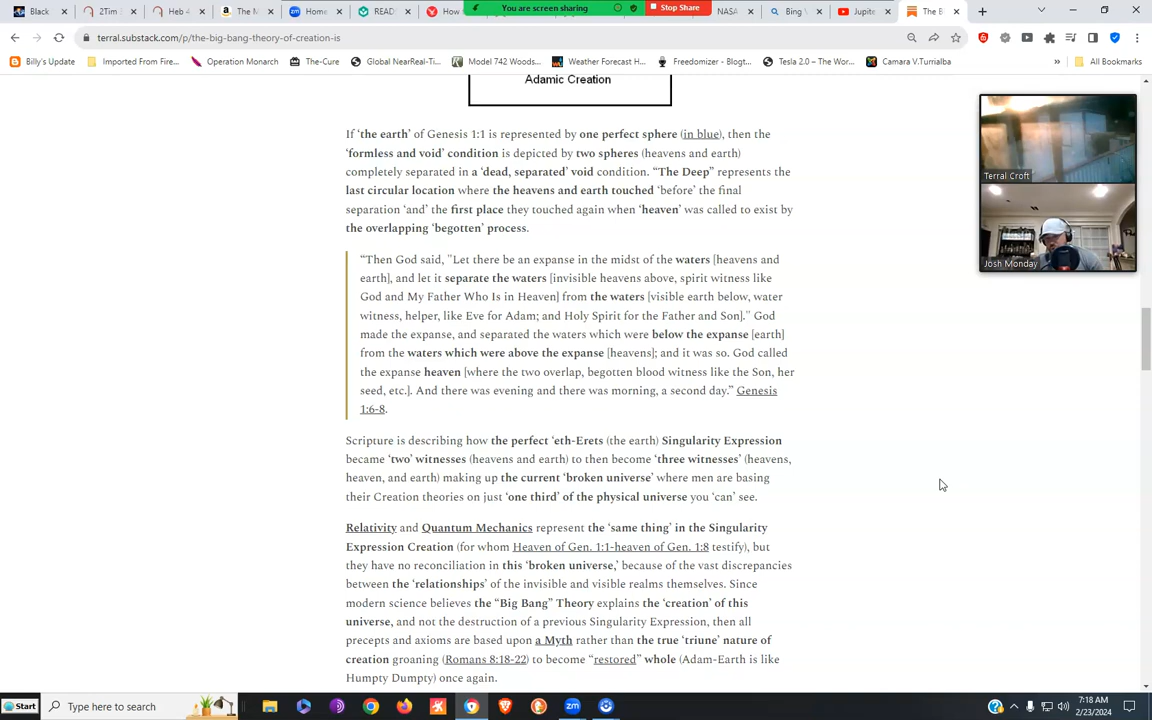 Black
2Tim
Heb 4
The M
Home
READ!
How
You are screen sharing
Stop Share
NASA
Bing V
Jupite
The B
terral.substack.com/p/the-big-bang-theory-of-creation-is
Billy's Update
Imported From Fire...
Operation Monarch
The-Cure
Global NearReal-Ti...
Model 742 Woods...
Weather Forecast H...
Freedomizer - Blogt...
Tesla 2.0 – The Wor...
Camara V.Turrialba
»
All Bookmarks
Adamic Creation
If 'the earth' of Genesis 1:1 is represented by one perfect sphere (in blue), then the
'formless and void' condition is depicted by two spheres (heavens and earth)
completely separated in a 'dead, separated' void condition. "The Deep" represents the
last circular location where the heavens and earth touched 'before' the final
separation 'and' the first place they touched again when 'heaven' was called to exist by
the overlapping 'begotten' process.
"Then God said, "Let there be an expanse in the midst of the waters [heavens and
earth], and let it separate the waters [invisible heavens above, spirit witness like
God and My Father Who Is in Heaven] from the waters [visible earth below, water
witness, helper, like Eve for Adam; and Holy Spirit for the Father and Son]." God
made the expanse, and separated the waters which were below the expanse [earth]
from the waters which were above the expanse [heavens]; and it was so. God called
the expanse heaven [where the two overlap, begotten blood witness like the Son, her
seed, etc.]. And there was evening and there was morning, a second day." Genesis
1:6-8.
Scripture is describing how the perfect 'eth-Erets (the earth) Singularity Expression
became 'two' witnesses (heavens and earth) to then become 'three witnesses' (heavens,
heaven, and earth) making up the current 'broken universe' where men are basing
their Creation theories on just 'one third' of the physical universe you 'can' see.
Relativity and Quantum Mechanics represent the 'same thing' in the Singularity
Expression Creation (for whom Heaven of Gen. 1:1-heaven of Gen. 1:8 testify), but
they have no reconciliation in this 'broken universe,' because of the vast discrepancies
between the 'relationships' of the invisible and visible realms themselves. Since
modern science believes the "Big Bang" Theory explains the 'creation' of this
universe, and not the destruction of a previous Singularity Expression, then all
precepts and axioms are based upon a Myth rather than the true 'triune' nature of
creation groaning (Romans 8:18-22) to become "restored" whole (Adam-Earth is like
Humpty Dumpty) once again.
Terral Croft
Josh Monday
Start
Type here to search
7:18 AM
2/23/2024